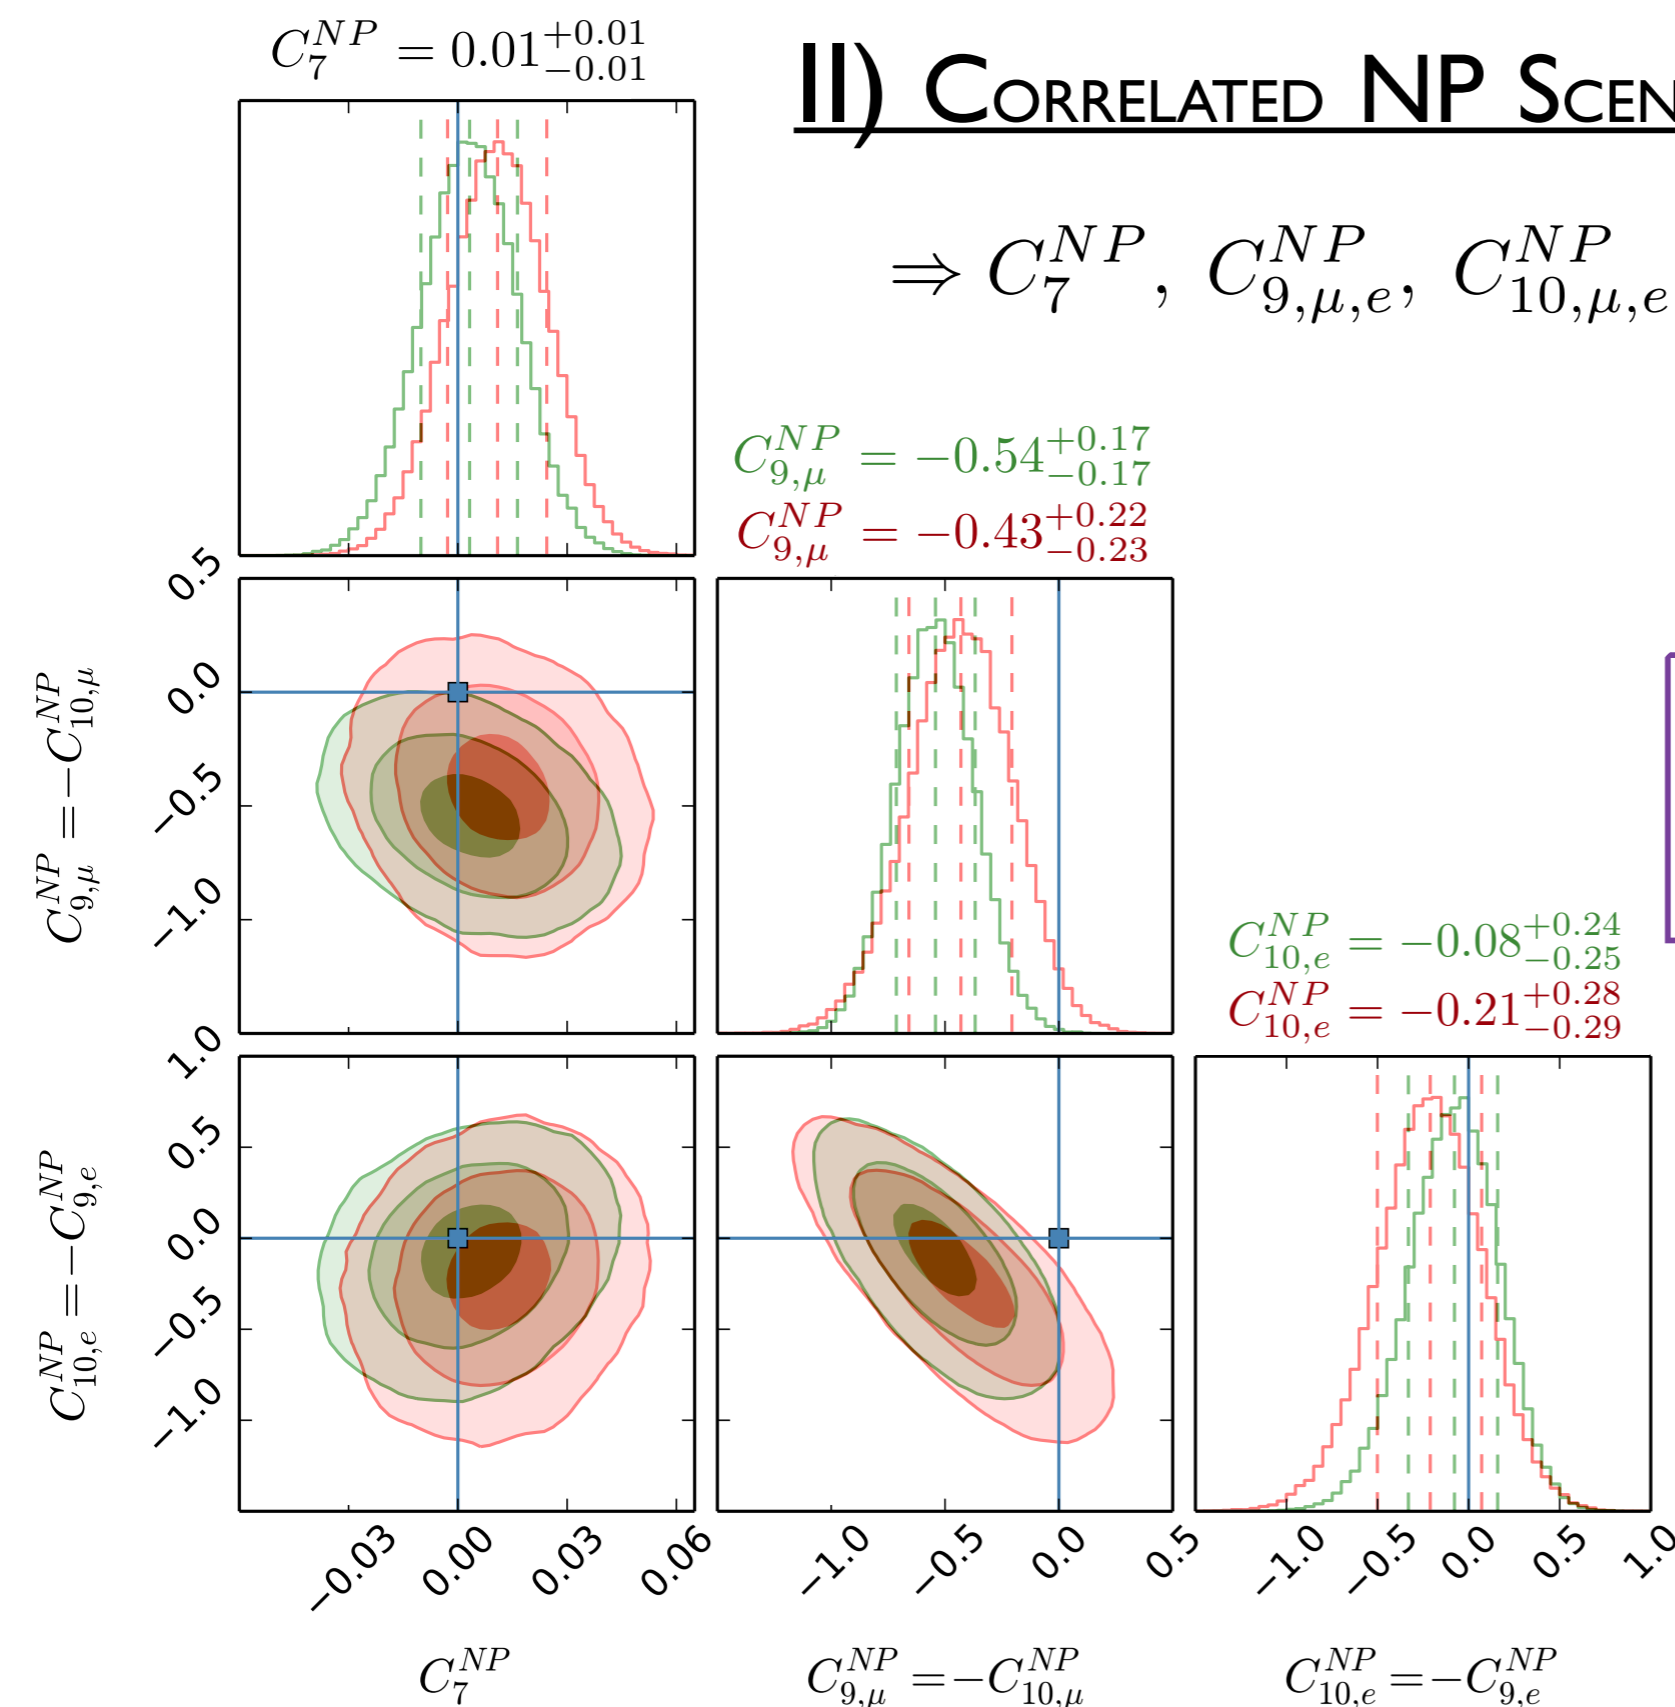 C_7^{NP} = 0.01^{+0.01}_{-0.01}
II) CORRELATED NP SCEN
⇒ C_7^{NP}, C_{9,μ,e}^{NP}, C_{10,μ,e}^{NP}
C_{9,μ}^{NP} = −0.54^{+0.17}_{−0.17}
C_{9,μ}^{NP} = −0.43^{+0.22}_{−0.23}
0.5
0.0
−0.5
−1.0
C_{9,μ}^{NP} = −C_{10,μ}^{NP}
C_{10,e}^{NP} = −0.08^{+0.24}_{−0.25}
C_{10,e}^{NP} = −0.21^{+0.28}_{−0.29}
1.0
0.5
0.0
−0.5
−1.0
C_{10,e}^{NP} = −C_{9,e}^{NP}
−0.03 0.00 0.03 0.06
−1.0 −0.5 0.0 0.5
−1.0 −0.5 0.0 0.5 1.0
C_7^{NP}
C_{9,μ}^{NP} = −C_{10,μ}^{NP}
C_{10,e}^{NP} = −C_{9,e}^{NP}